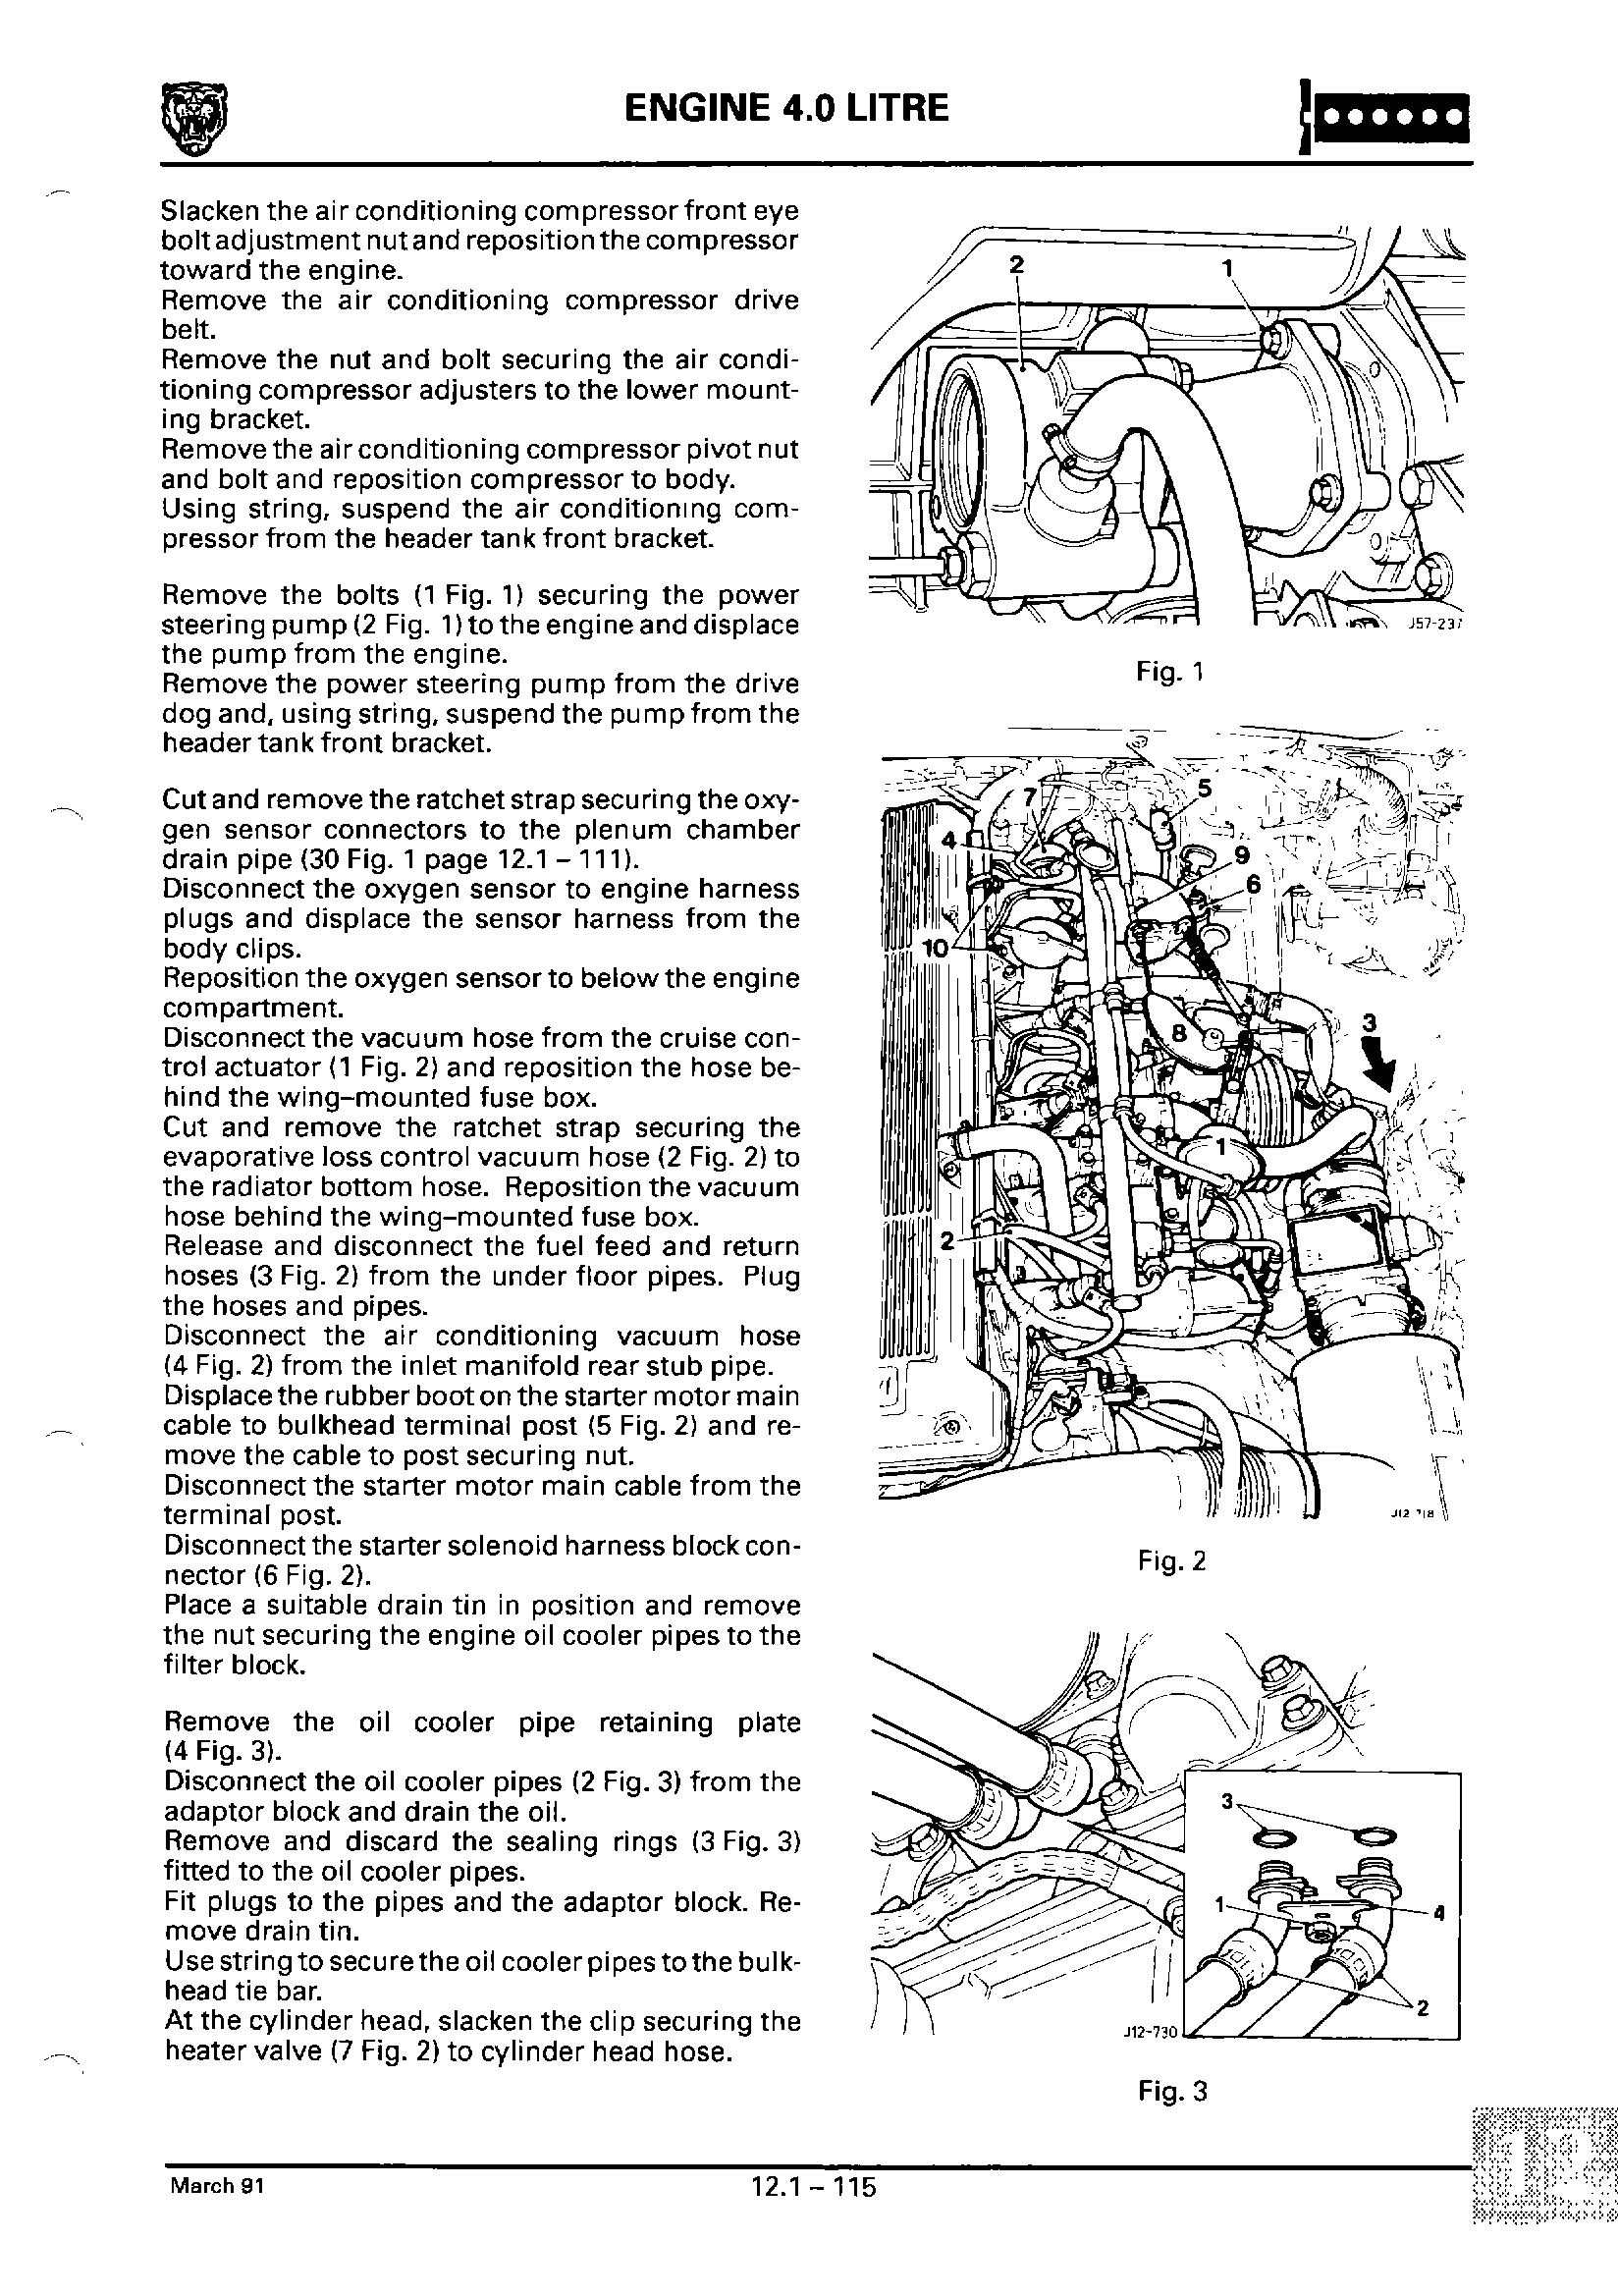 ENGINE 4.0 LITRE
Slacken the air conditioning compressor front eye
bolt adjustment nut and reposition the compressor
toward the engine.
Remove the air conditioning compressor drive
belt.
Remove the nut and bolt securing the air condi-
tioning compressor adjusters to the lower mount-
ing bracket.
Remove the air conditioning compressor pivot nut
and bolt and reposition compressor to body.
Using string, suspend the air conditioning com-
pressor from the header tank front bracket.
Remove the bolts (1 Fig. 1) securing the power
steering pump (2 Fig. 1) to the engine and displace
the pump from the engine.
Remove the power steering pump from the drive
dog and, using string, suspend the pump from the
header tank front bracket.
Cut and remove the ratchet strap securing the oxy-
gen sensor connectors to the plenum chamber
drain pipe (30 Fig. 1 page 12.1 – 111).
Disconnect the oxygen sensor to engine harness
plugs and displace the sensor harness from the
body clips.
Reposition the oxygen sensor to below the engine
compartment.
Disconnect the vacuum hose from the cruise con-
trol actuator (1 Fig. 2) and reposition the hose be-
hind the wing–mounted fuse box.
Cut and remove the ratchet strap securing the
evaporative loss control vacuum hose (2 Fig. 2) to
the radiator bottom hose. Reposition the vacuum
hose behind the wing–mounted fuse box.
Release and disconnect the fuel feed and return
hoses (3 Fig. 2) from the under floor pipes. Plug
the hoses and pipes.
Disconnect the air conditioning vacuum hose
(4 Fig. 2) from the inlet manifold rear stub pipe.
Displace the rubber boot on the starter motor main
cable to bulkhead terminal post (5 Fig. 2) and re-
move the cable to post securing nut.
Disconnect the starter motor main cable from the
terminal post.
Disconnect the starter solenoid harness block con-
nector (6 Fig. 2).
Place a suitable drain tin in position and remove
the nut securing the engine oil cooler pipes to the
filter block.
Remove the oil cooler pipe retaining plate
(4 Fig. 3).
Disconnect the oil cooler pipes (2 Fig. 3) from the
adaptor block and drain the oil.
Remove and discard the sealing rings (3 Fig. 3)
fitted to the oil cooler pipes.
Fit plugs to the pipes and the adaptor block. Re-
move drain tin.
Use string to secure the oil cooler pipes to the bulk-
head tie bar.
At the cylinder head, slacken the clip securing the
heater valve (7 Fig. 2) to cylinder head hose.
2 1
J57-237
Fig. 1
7 5
4
9
6
10
8
3
1
2
Fig. 2
3
1
4
2
J12-730
Fig. 3
March 91
12.1 – 115
12